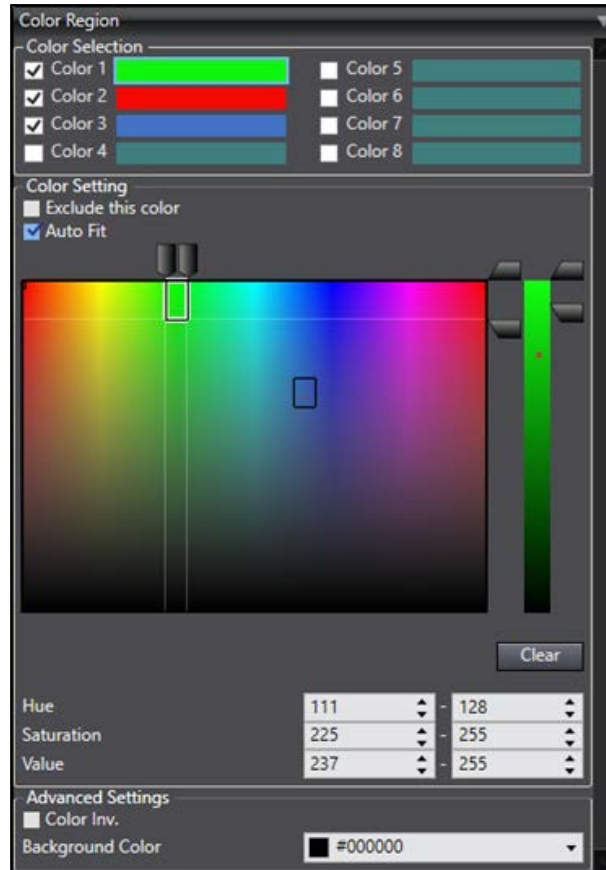 Color Region
Color Selection
Color 1 Color 5
Color 2 Color 6
Color 3 Color 7
Color 4 Color 8
Color Setting
Exclude this color
Auto Fit
Clear
Hue 111 - 128
Saturation 225 - 255
Value 237 - 255
Advanced Settings
Color Inv.
Background Color #000000